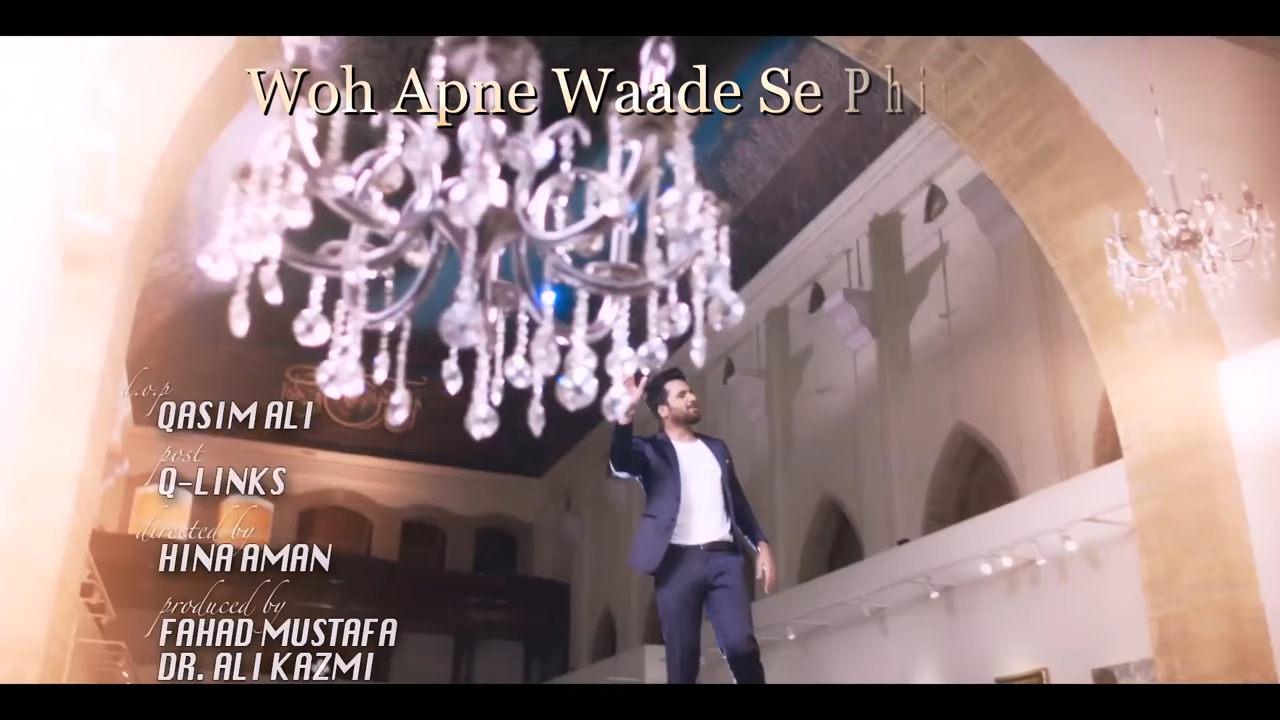 Woh Apne Waade Se Phi
d.o.p
QASIM ALI
post
Q-LINKS
directed by
HINA AMAN
produced by
FAHAD MUSTAFA
DR. ALI KAZMI